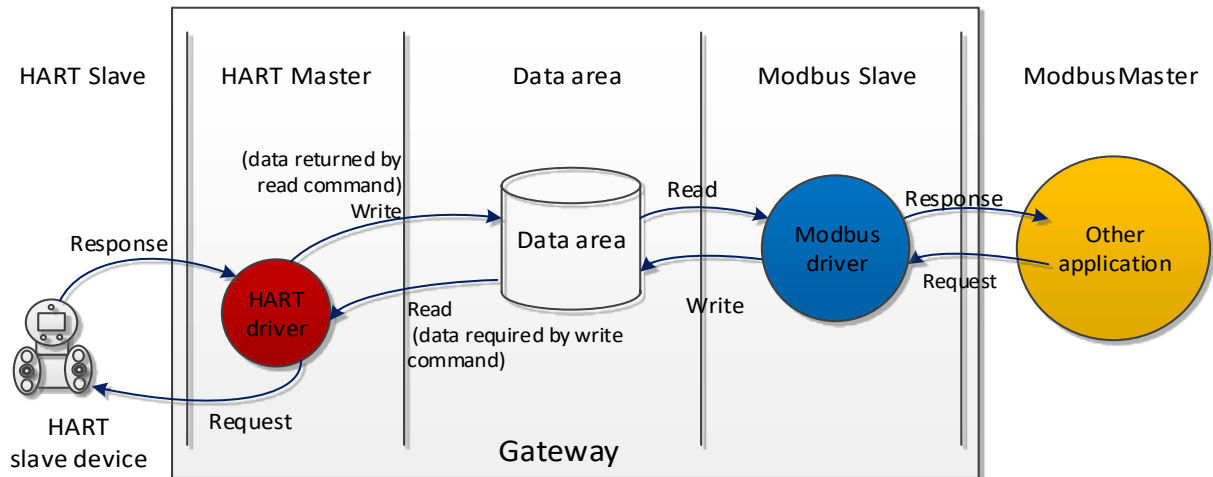 HART Slave
HART Master
Data area
Modbus Slave
ModbusMaster
(data returned by
read command)
Write
Read
Response
Response
Data area
Modbus
driver
Other
application
HART
driver
Request
Read
(data required by write
command)
Write
Request
HART
slave device
Gateway